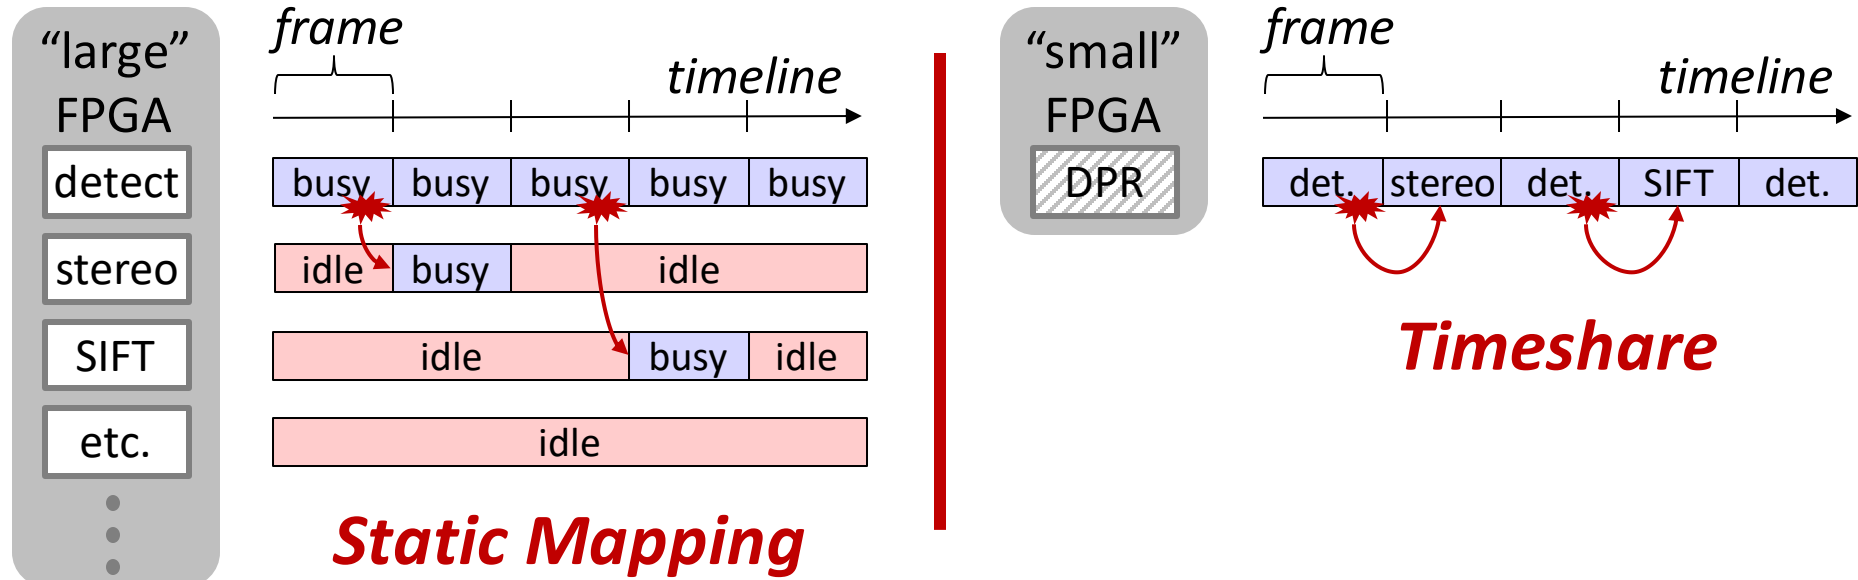 “large”
FPGA
detect
stereo
SIFT
etc.
frame
timeline
busy busy busy busy busy
idle busy idle
idle busy idle
idle
Static Mapping
“small”
FPGA
DPR
frame
timeline
det. stereo det. SIFT det.
Timeshare